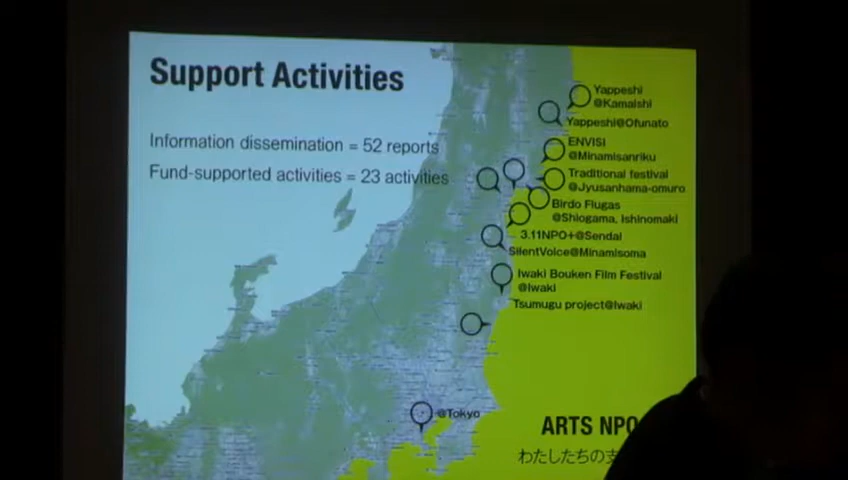 Support Activities
Information dissemination = 52 reports
Fund-supported activities = 23 activities
Yappeshi
@Kamaishi
Yappeshi@Ofunato
ENVISI
@Minamisanriku
Traditional festival
@Jyusanhama-omuro
Birdo Flugas
@Shiogama, Ishinomaki
3.11NPO+@Sendai
SilentVoice@Minamisoma
Iwaki Bouken Film Festival
@Iwaki
Tsumugu project@Iwaki
@Tokyo
ARTS NPO
わたしたちの支